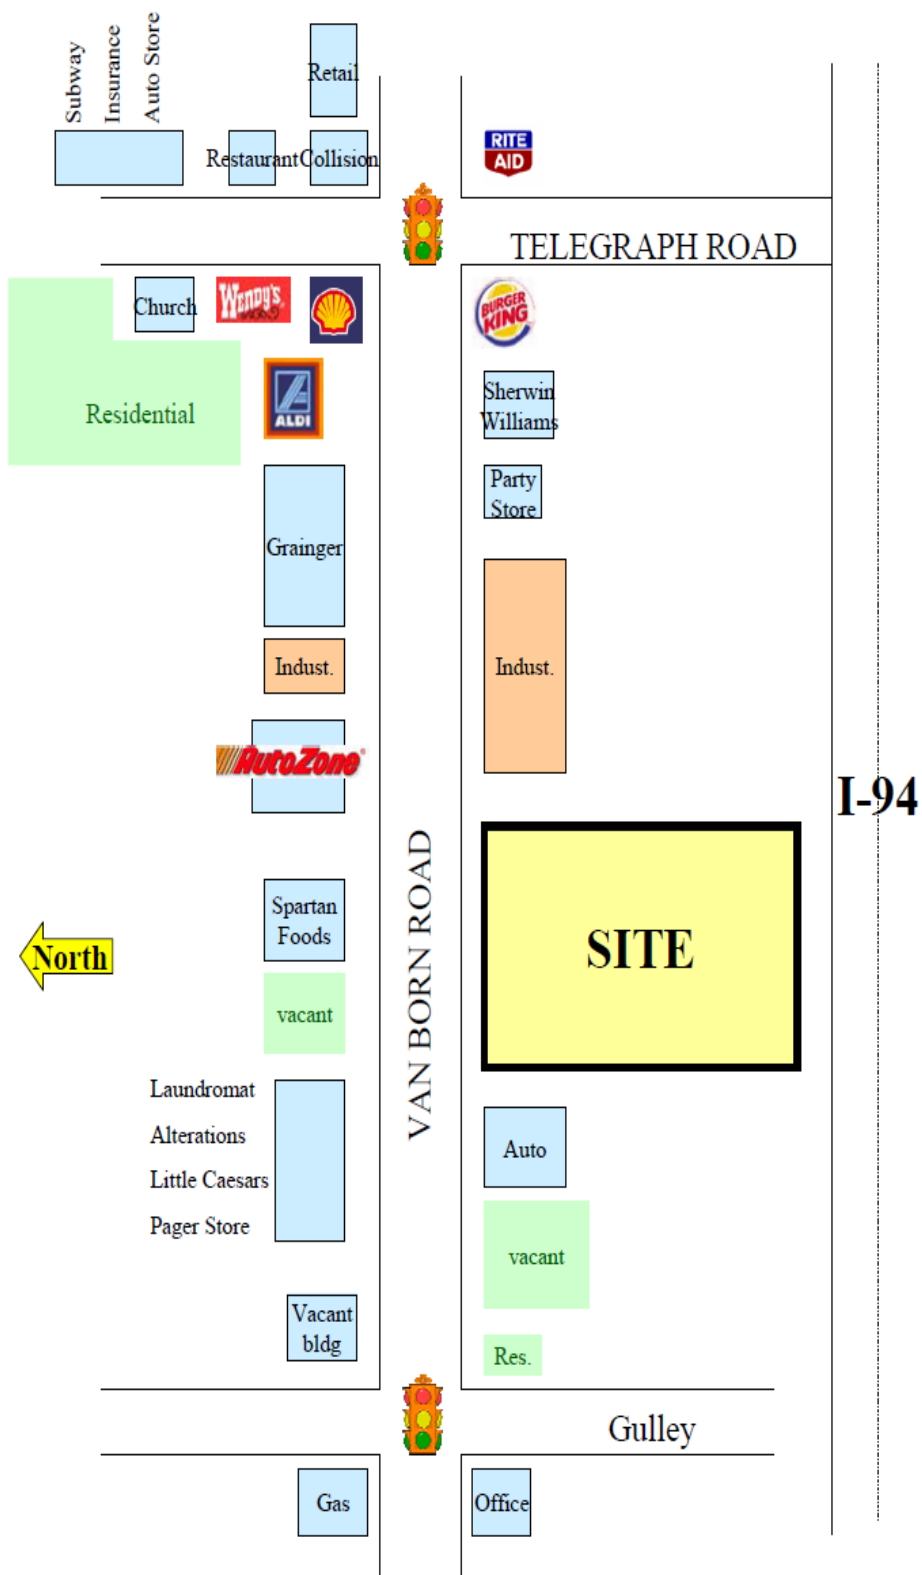 Subway
Insurance
Auto Store
Retail
Restaurant
Collision
RITE
AID
TELEGRAPH ROAD
Church
WENDY'S
BURGER
KING
Residential
ALDI
Sherwin
Williams
Grainger
Party
Store
Indust.
Indust.
AutoZone
I-94
VAN BORN ROAD
Spartan
Foods
SITE
North
vacant
Laundromat
Alterations
Little Caesars
Pager Store
Auto
vacant
Vacant
bldg
Res.
Gulley
Gas
Office